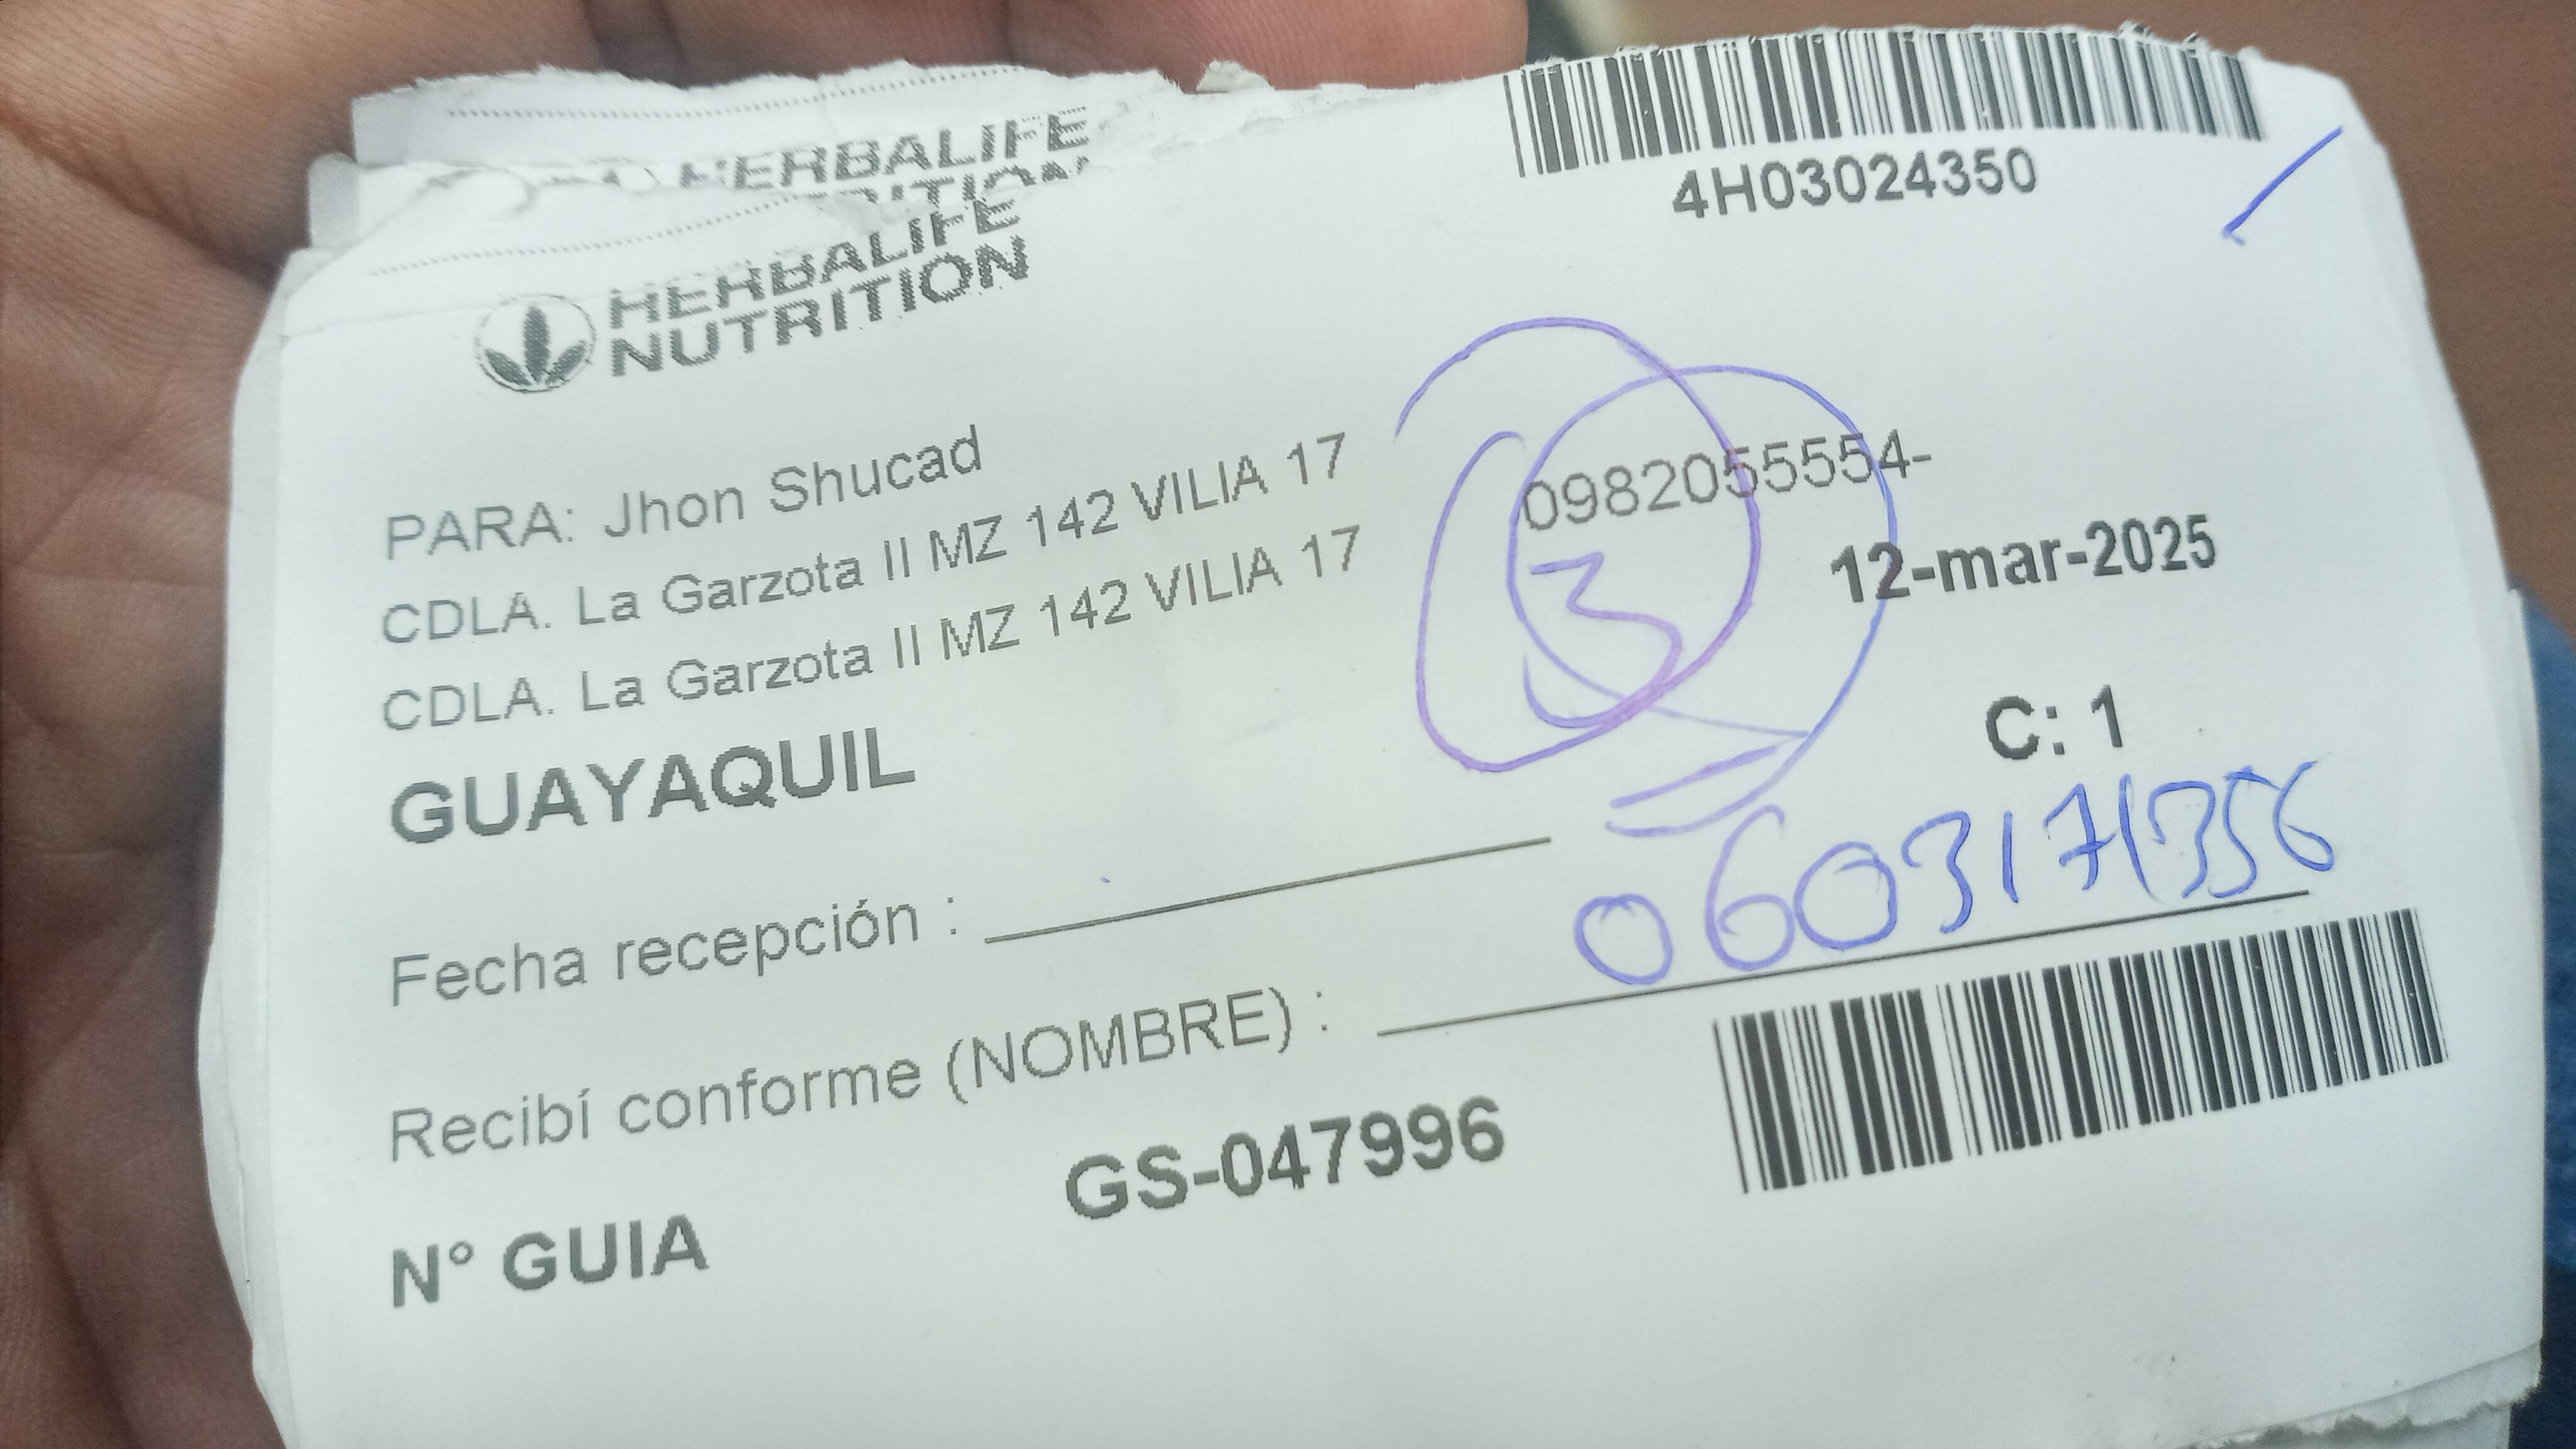 HERBALIFE
HERBALIFE
NUTRITION
4H03024350
PARA: Jhon Shucad
CDLA. La Garzota II MZ 142 VILIA 17
0982055554-
CDLA. La Garzota II MZ 142 VILIA 17
12-mar-2025
3
GUAYAQUIL
C: 1
Fecha recepción :
0603171356
Recibí conforme (NOMBRE) :
N° GUIA
GS-047996